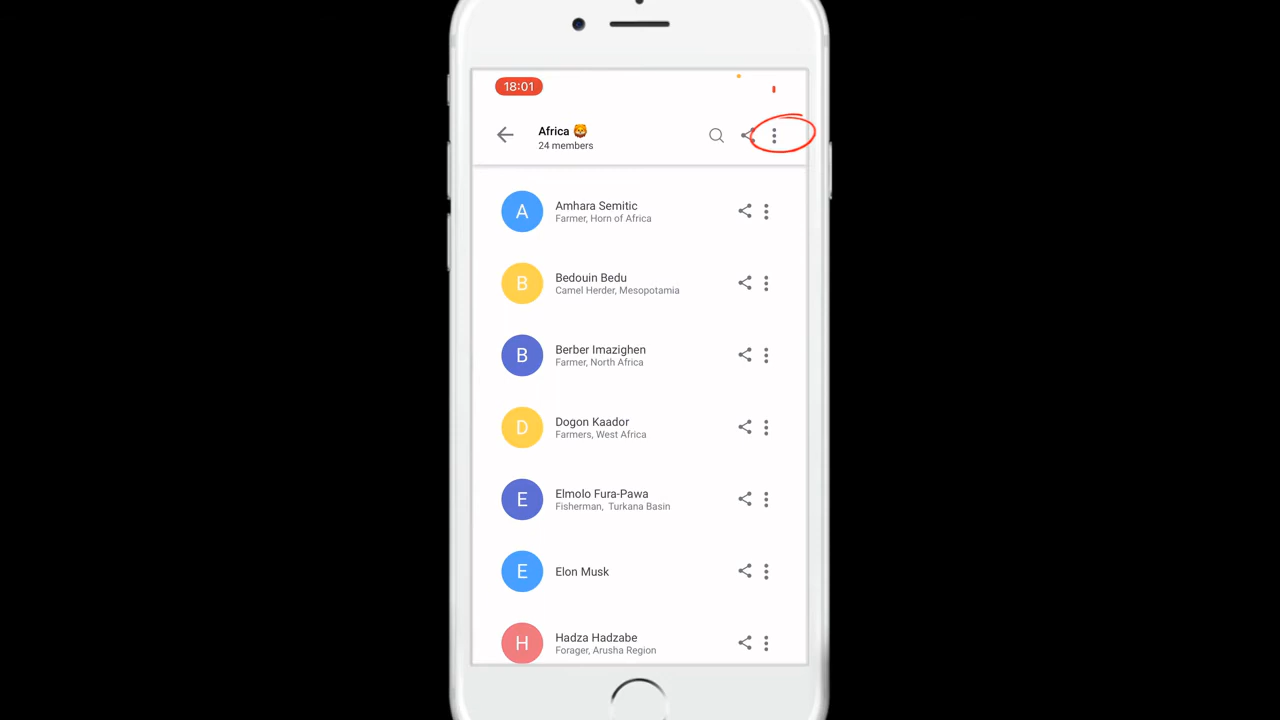 18:01
Africa 🦁
24 members
A
Amhara Semitic
Farmer, Horn of Africa
B
Bedouin Bedu
Camel Herder, Mesopotamia
B
Berber Imazighen
Farmer, North Africa
D
Dogon Kaador
Farmers, West Africa
E
Elmolo Fura-Pawa
Fisherman,  Turkana Basin
E
Elon Musk
H
Hadza Hadzabe
Forager, Arusha Region